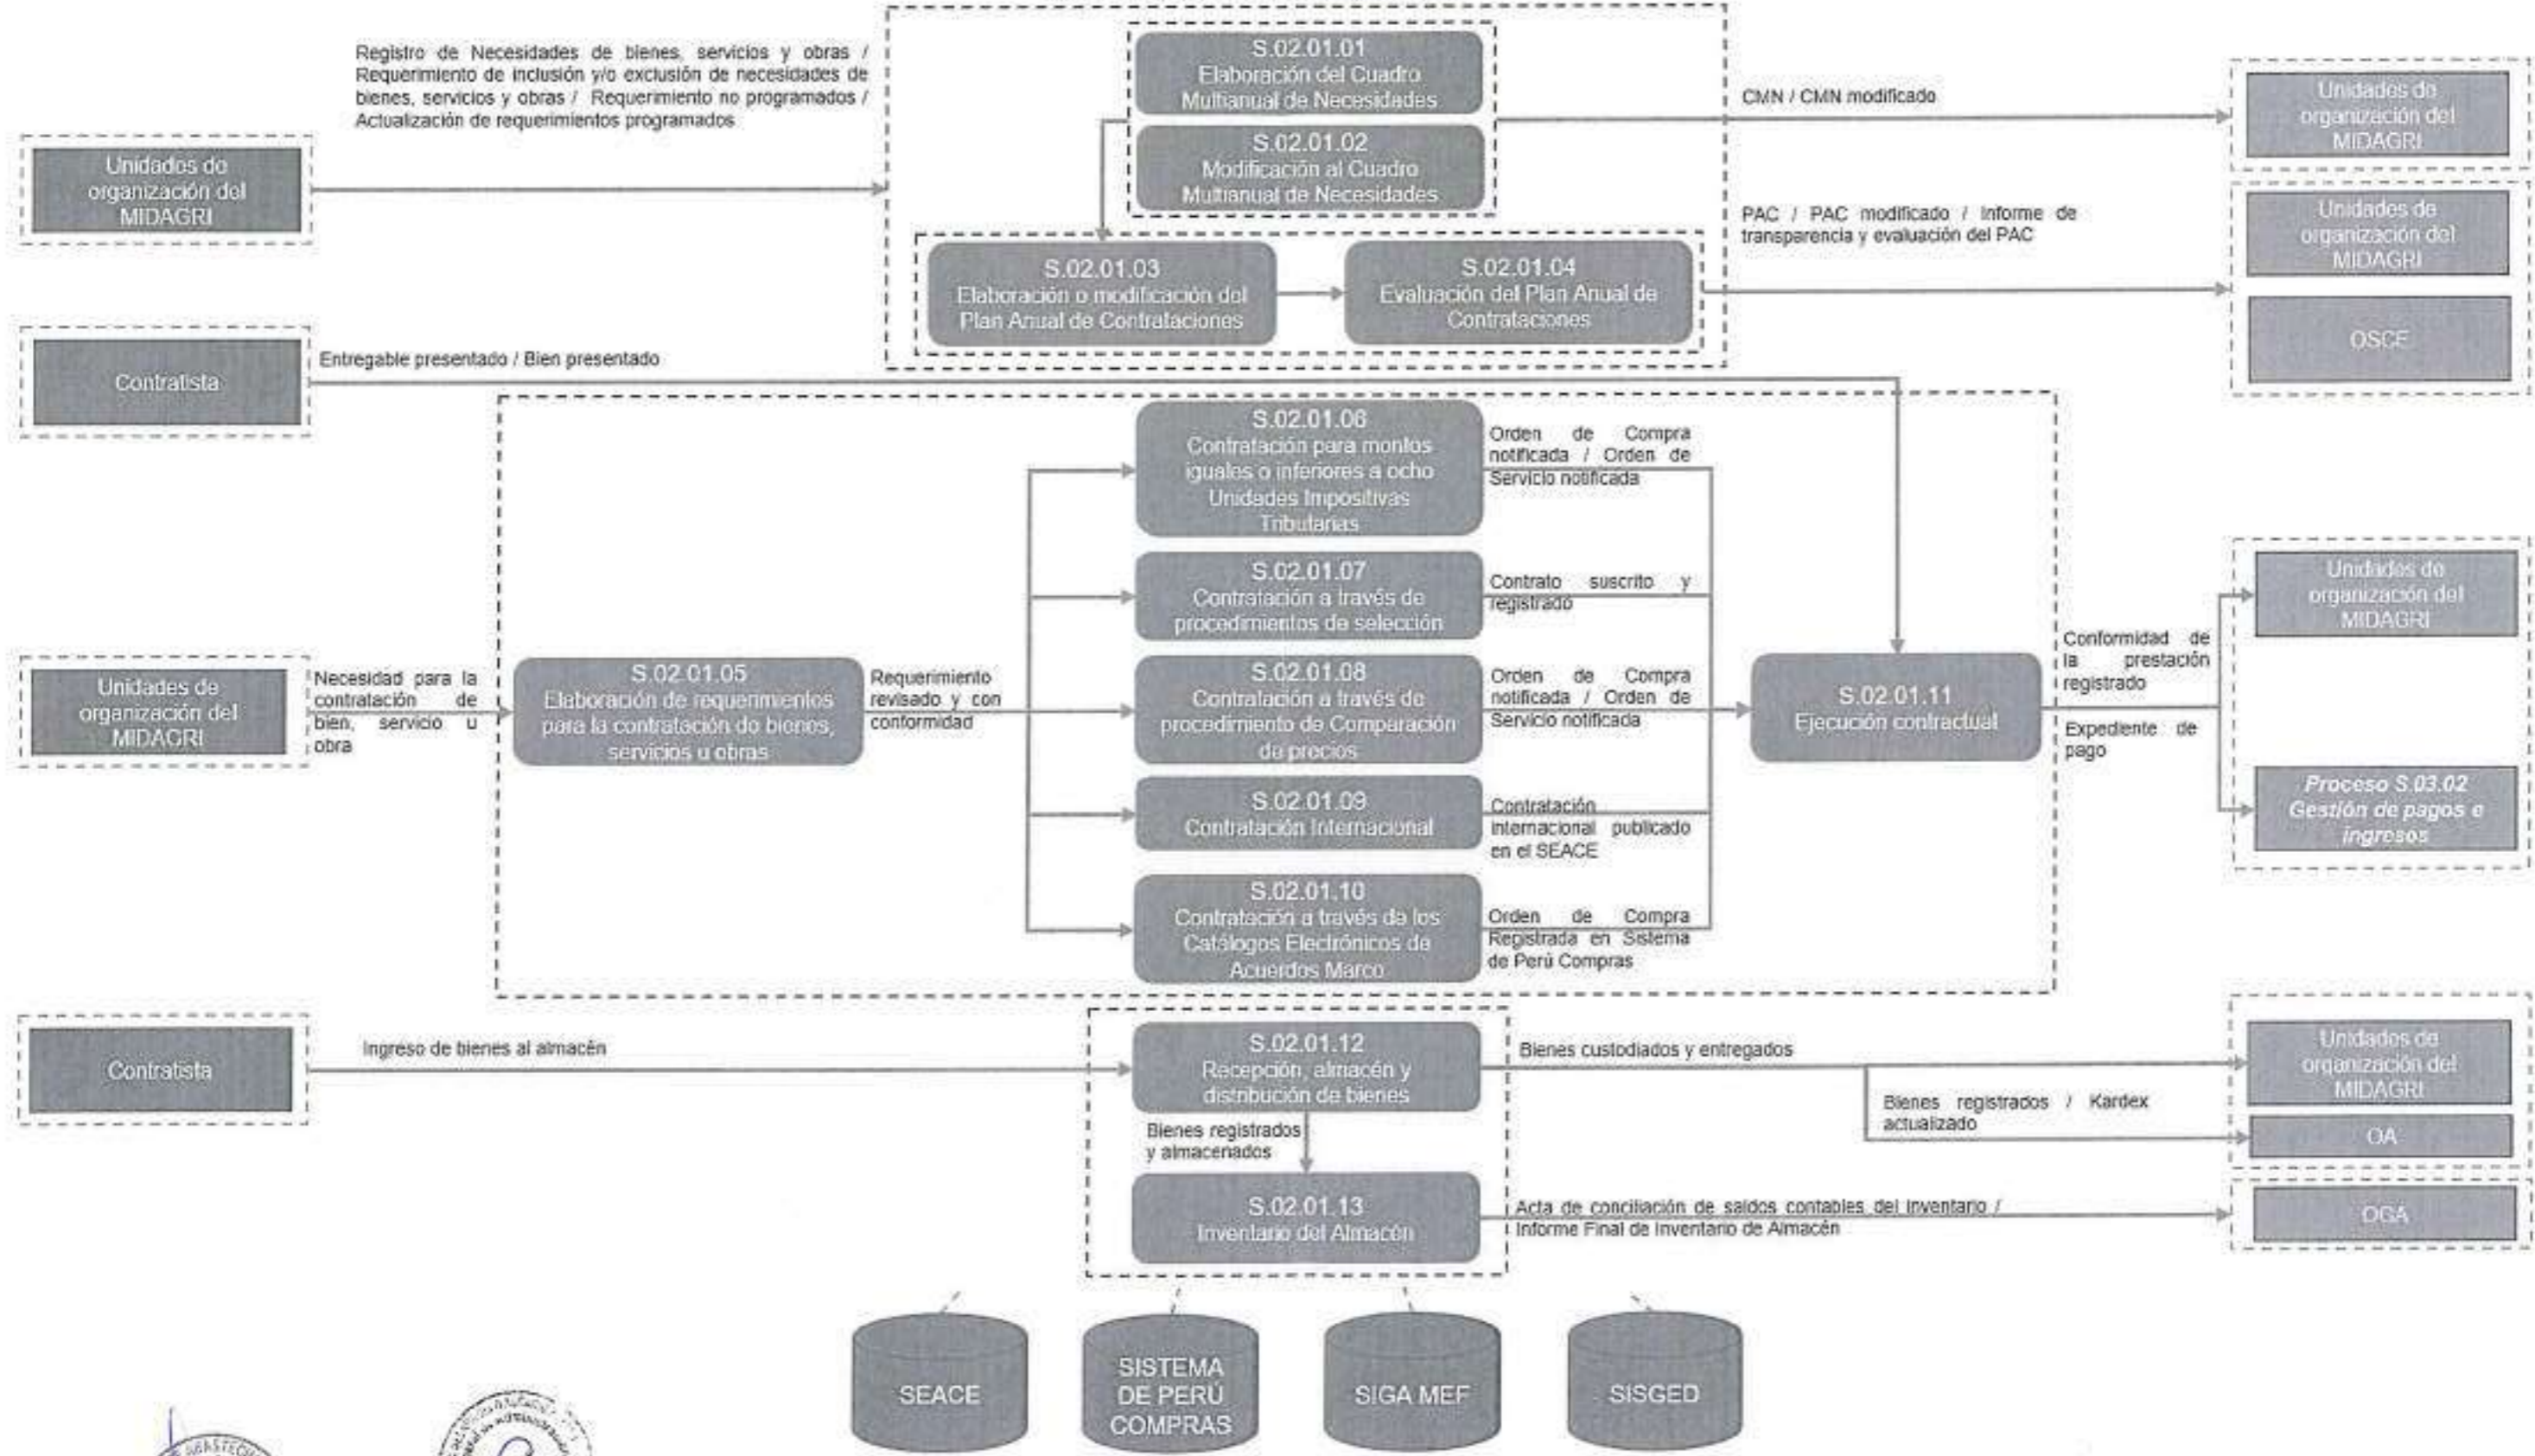 Registro de Necesidades de bienes, servicios y obras /
Requerimiento de inclusión y/o exclusión de necesidades de
bienes, servicios y obras / Requerimiento no programados /
Actualización de requerimientos programados
Unidades de
organización del
MIDAGRI
S.02.01.01
Elaboración del Cuadro
Multianual de Necesidades
S.02.01.02
Modificación al Cuadro
Multianual de Necesidades
CMN / CMN modificado
Unidades de
organización del
MIDAGRI
S.02.01.03
Elaboración o modificación del
Plan Anual de Contrataciones
S.02.01.04
Evaluación del Plan Anual de
Contrataciones
PAC / PAC modificado / Informe de
transparencia y evaluación del PAC
Unidades de
organización del
MIDAGRI
OSCE
Contratista
Entregable presentado / Bien presentado
Unidades de
organización del
MIDAGRI
Necesidad para la
contratación de
bien, servicio u
obra
S.02.01.05
Elaboración de requerimientos
para la contratación de bienes,
servicios u obras
Requerimiento
revisado y con
conformidad
S.02.01.06
Contratación para montos
iguales o inferiores a ocho
Unidades Impositivas
Tributarias
Orden de Compra
notificada / Orden de
Servicio notificada
S.02.01.07
Contratación a través de
procedimientos de selección
Contrato suscrito y
registrado
S.02.01.08
Contratación a través de
procedimiento de Comparación
de precios
Orden de Compra
notificada / Orden de
Servicio notificada
S.02.01.09
Contratación Internacional
Contratación
Internacional publicado
en el SEACE
S.02.01.10
Contratación a través de los
Catálogos Electrónicos de
Acuerdos Marco
Orden de Compra
Registrada en Sistema
de Perú Compras
S.02.01.11
Ejecución contractual
Conformidad de
la prestación
registrado
Expediente de
pago
Unidades de
organización del
MIDAGRI
Proceso S.03.02
Gestión de pagos e
ingresos
Contratista
Ingreso de bienes al almacén
S.02.01.12
Recepción, almacén y
distribución de bienes
Bienes registrados
y almacenados
S.02.01.13
Inventario del Almacén
Bienes custodiados y entregados
Bienes registrados / Kardex
actualizado
Unidades de
organización del
MIDAGRI
OA
Acta de conciliación de saldos contables del inventario /
Informe Final de Inventario de Almacén
OGA
SEACE
SISTEMA
DE PERÚ
COMPRAS
SIGA MEF
SISGED